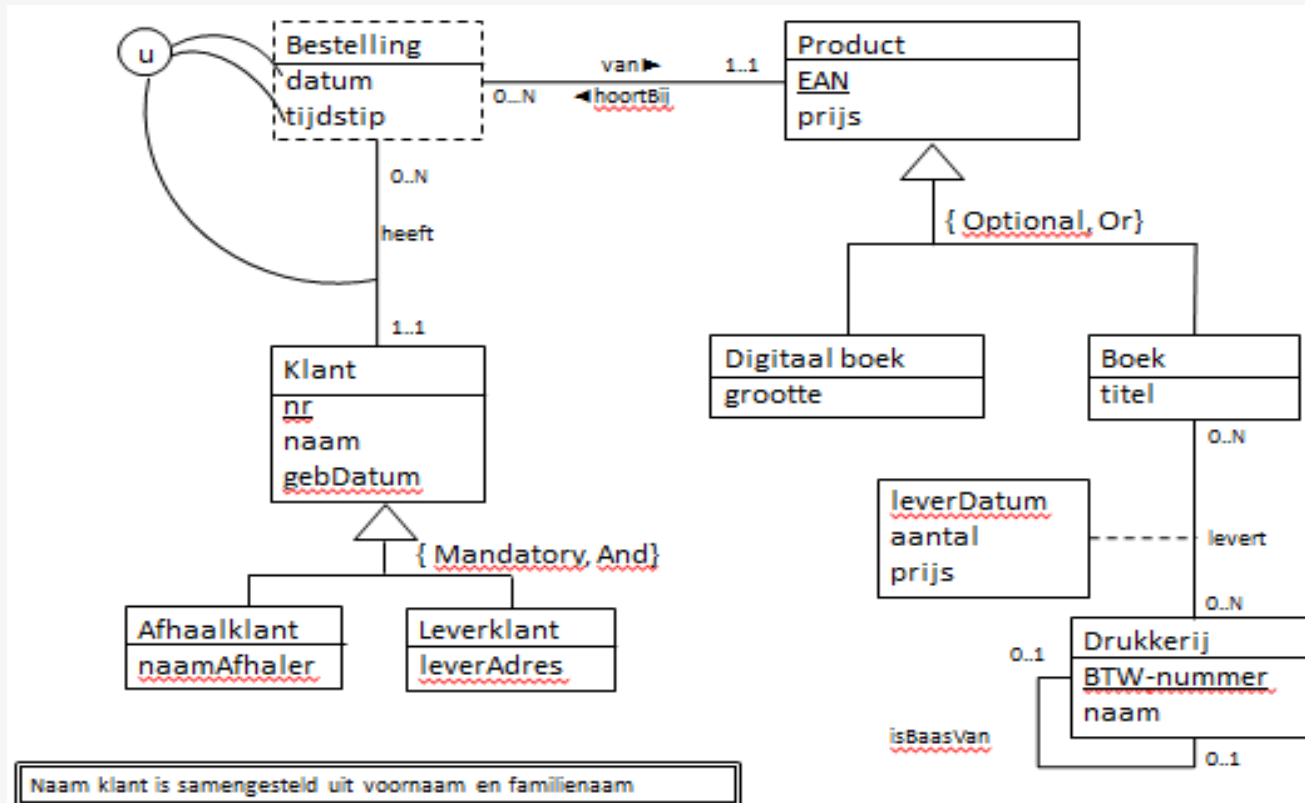 u
Bestelling
datum
tijdstip
van►
1..1
0...N
◄hoortBij
Product
EAN
prijs
0..N
heeft
1..1
{ Optional, Or}
Klant
nr
naam
gebDatum
Digitaal boek
grootte
Boek
titel
0..N
leverDatum
aantal
prijs
levert
0..N
{ Mandatory, And}
Afhaalklant
naamAfhaler
Leverklant
leverAdres
Drukkerij
BTW-nummer
naam
0..1
isBaasVan
0..1
Naam klant is samengesteld uit voornaam en familienaam